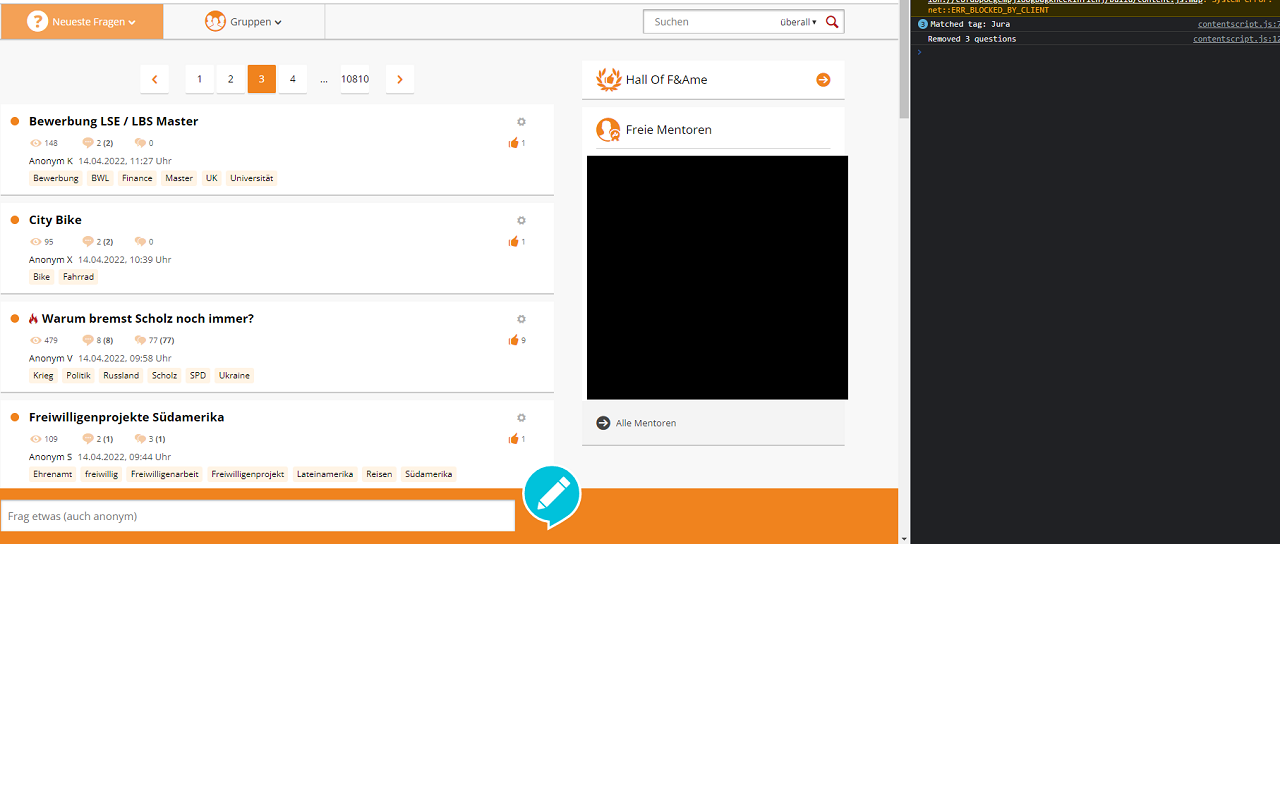 Neueste Fragen
Gruppen
Suchen
überall
1 2 3 4 ... 10810
Bewerbung LSE / LBS Master
148 2 (2) 0 1
Anonym K 14.04.2022, 11:27 Uhr
Bewerbung BWL Finance Master UK Universität
City Bike
95 2 (2) 0 1
Anonym X 14.04.2022, 10:39 Uhr
Bike Fahrrad
Warum bremst Scholz noch immer?
479 8 (8) 77 (77) 9
Anonym V 14.04.2022, 09:58 Uhr
Krieg Politik Russland Scholz SPD Ukraine
Freiwilligenprojekte Südamerika
109 2 (1) 3 (1) 1
Anonym S 14.04.2022, 09:44 Uhr
Ehrenamt freiwillig Freiwilligenarbeit Freiwilligenprojekt Lateinamerika Reisen Südamerika
Frag etwas (auch anonym)
Hall Of F&Ame
Freie Mentoren
Alle Mentoren
net::ERR_BLOCKED_BY_CLIENT
3 Matched tag: Jura contentscript.js:7
Removed 3 questions contentscript.js:12